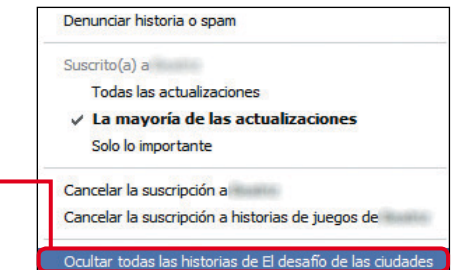 Denunciar historia o spam
Suscrito(a) a
Todas las actualizaciones
La mayoría de las actualizaciones
Solo lo importante
Cancelar la suscripción a
Cancelar la suscripción a historias de juegos de
Ocultar todas las historias de El desafío de las ciudades